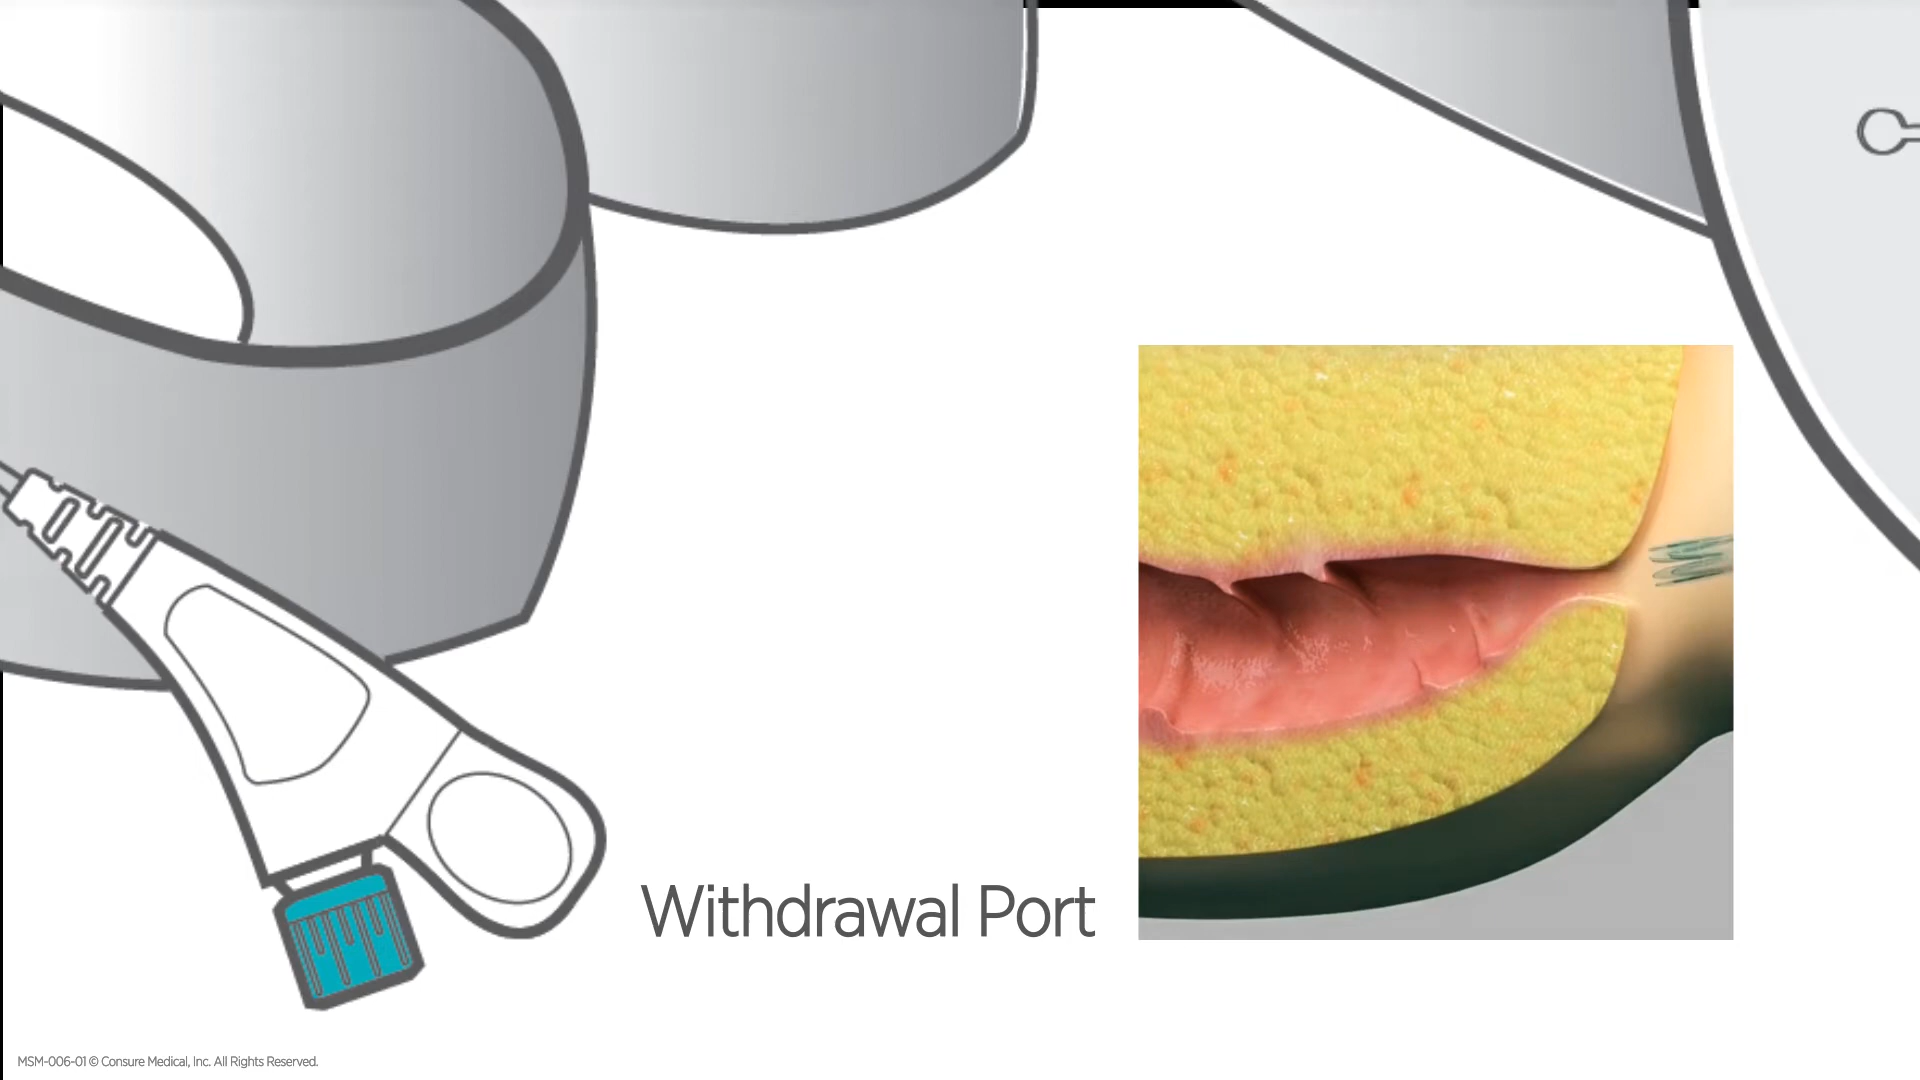 Withdrawal Port
MSM-006-01 © Consure Medical, Inc. All Rights Reserved.